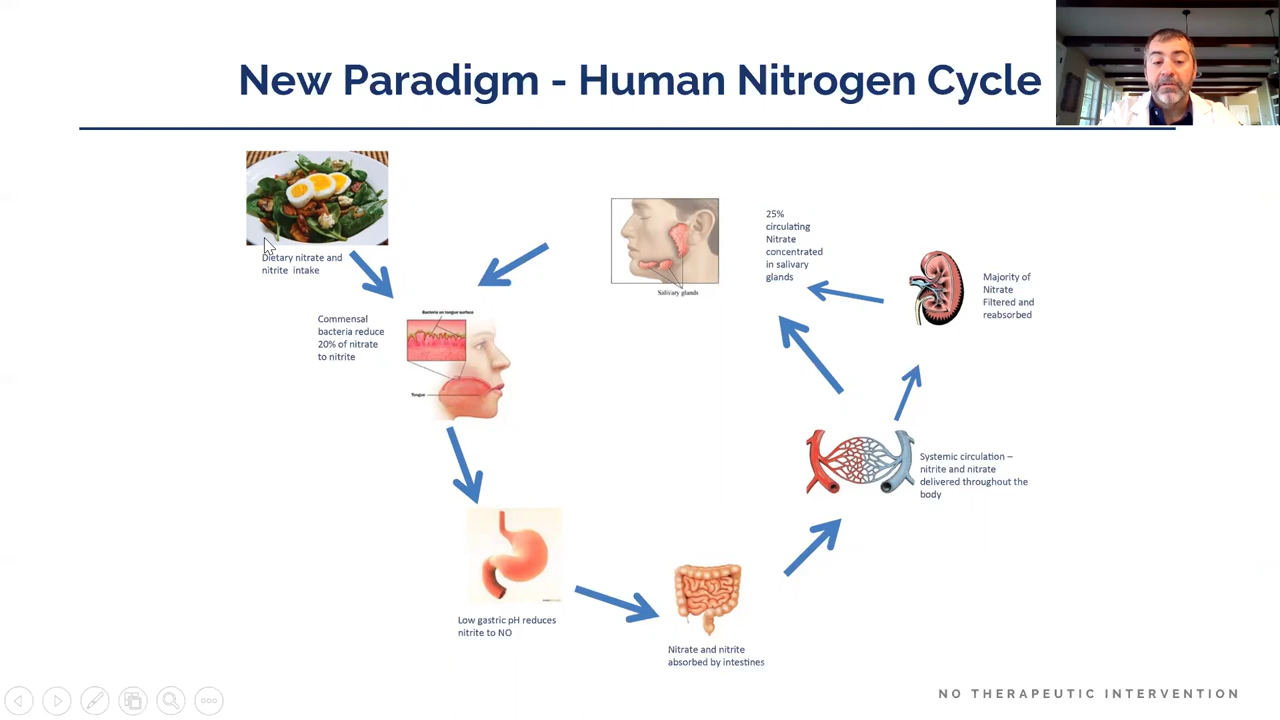 New Paradigm - Human Nitrogen Cycle
Dietary nitrate and
nitrite intake
Commensal
bacteria reduce
20% of nitrate
to nitrite
Bacteria on tongue surface
Tongue
Salivary glands
25%
circulating
Nitrate
concentrated
in salivary
glands
Majority of
Nitrate
Filtered and
reabsorbed
Systemic circulation –
nitrite and nitrate
delivered throughout the
body
Low gastric pH reduces
nitrite to NO
Nitrate and nitrite
absorbed by intestines
NO THERAPEUTIC INTERVENTION